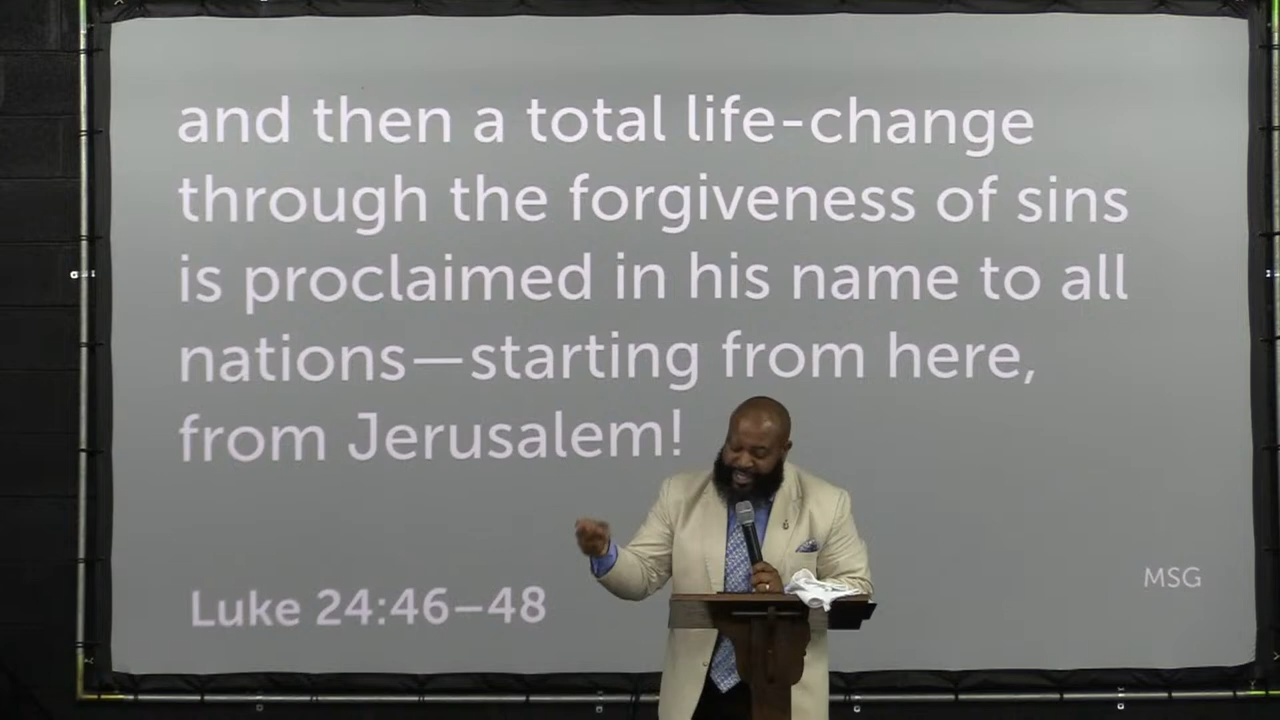 and then a total life-change
through the forgiveness of sins
is proclaimed in his name to all
nations—starting from here,
from Jerusalem!
Luke 24:46–48
MSG